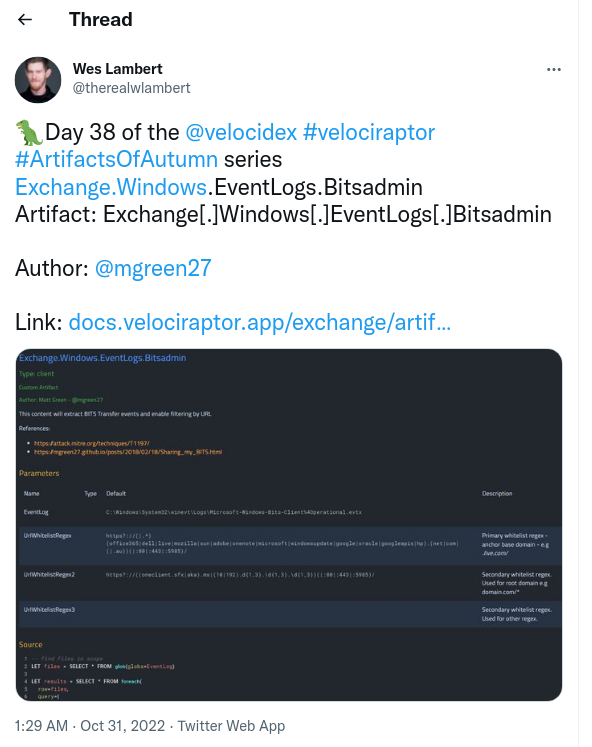 Thread
Wes Lambert
@therealwlambert
Day 38 of the @velocidex #velociraptor
#ArtifactsOfAutumn series
Exchange.Windows.EventLogs.Bitsadmin
Artifact: Exchange[.]Windows[.]EventLogs[.]Bitsadmin
Author: @mgreen27
Link: docs.velociraptor.app/exchange/artif…
Exchange.Windows.EventLogs.Bitsadmin
Type: client
Custom Artifact
Author: Matt Green - @mgreen27
This content will extract BITS Transfer events and enable filtering by URL
References:
https://attack.mitre.org/techniques/T1197/
https://mgreen27.github.io/posts/2018/02/18/Sharing_my_BITS.html
Parameters
Name Type Default Description
EventLog C:\Windows\System32\winevt\Logs\Microsoft-Windows-Bits-Client%4Operational.evtx
UrlWhitelistRegex Primary whitelist regex -
anchor base domain - e.g
.live.com/
UrlWhitelistRegex2 Secondary whitelist regex.
Used for root domain e.g
domain.com/*
UrlWhitelistRegex3 Secondary whitelist regex.
Used for other regex.
Source
1 -- find files in scope
2 LET files = SELECT * FROM glob(globs=EventLog)
3
4 LET results = SELECT * FROM foreach(
5 row=files,
6 query={
1:29 AM · Oct 31, 2022 · Twitter Web App